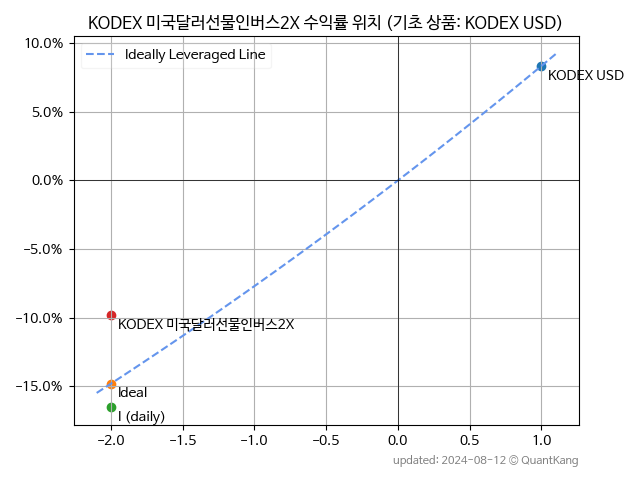 KODEX 미국달러선물인버스2X 수익률 위치 (기초 상품: KODEX USD)
10.0%
5.0%
0.0%
−5.0%
−10.0%
−15.0%
Ideally Leveraged Line
KODEX USD
KODEX 미국달러선물인버스2X
Ideal
I (daily)
−2.0 −1.5 −1.0 −0.5 0.0 0.5 1.0
updated: 2024-08-12 © QuantKang